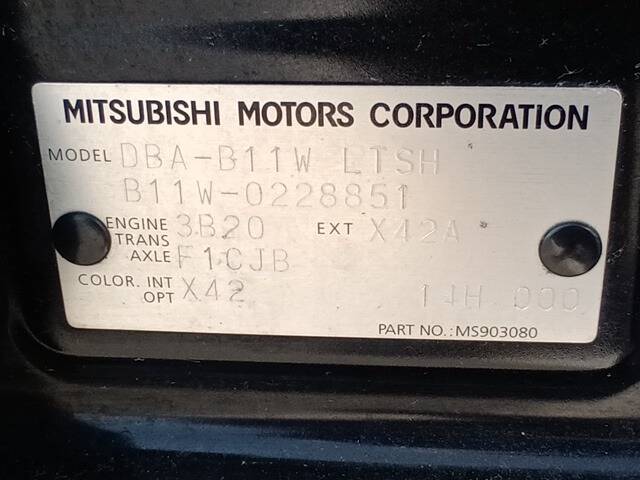 MITSUBISHI MOTORS CORPORATION
MODEL DBA-B11W LTSH
B11W-0228851
ENGINE 3B20 EXT X42A
TRANS
AXLE F1CJB
COLOR. INT X42
OPT 14H 000
PART NO.:MS903080